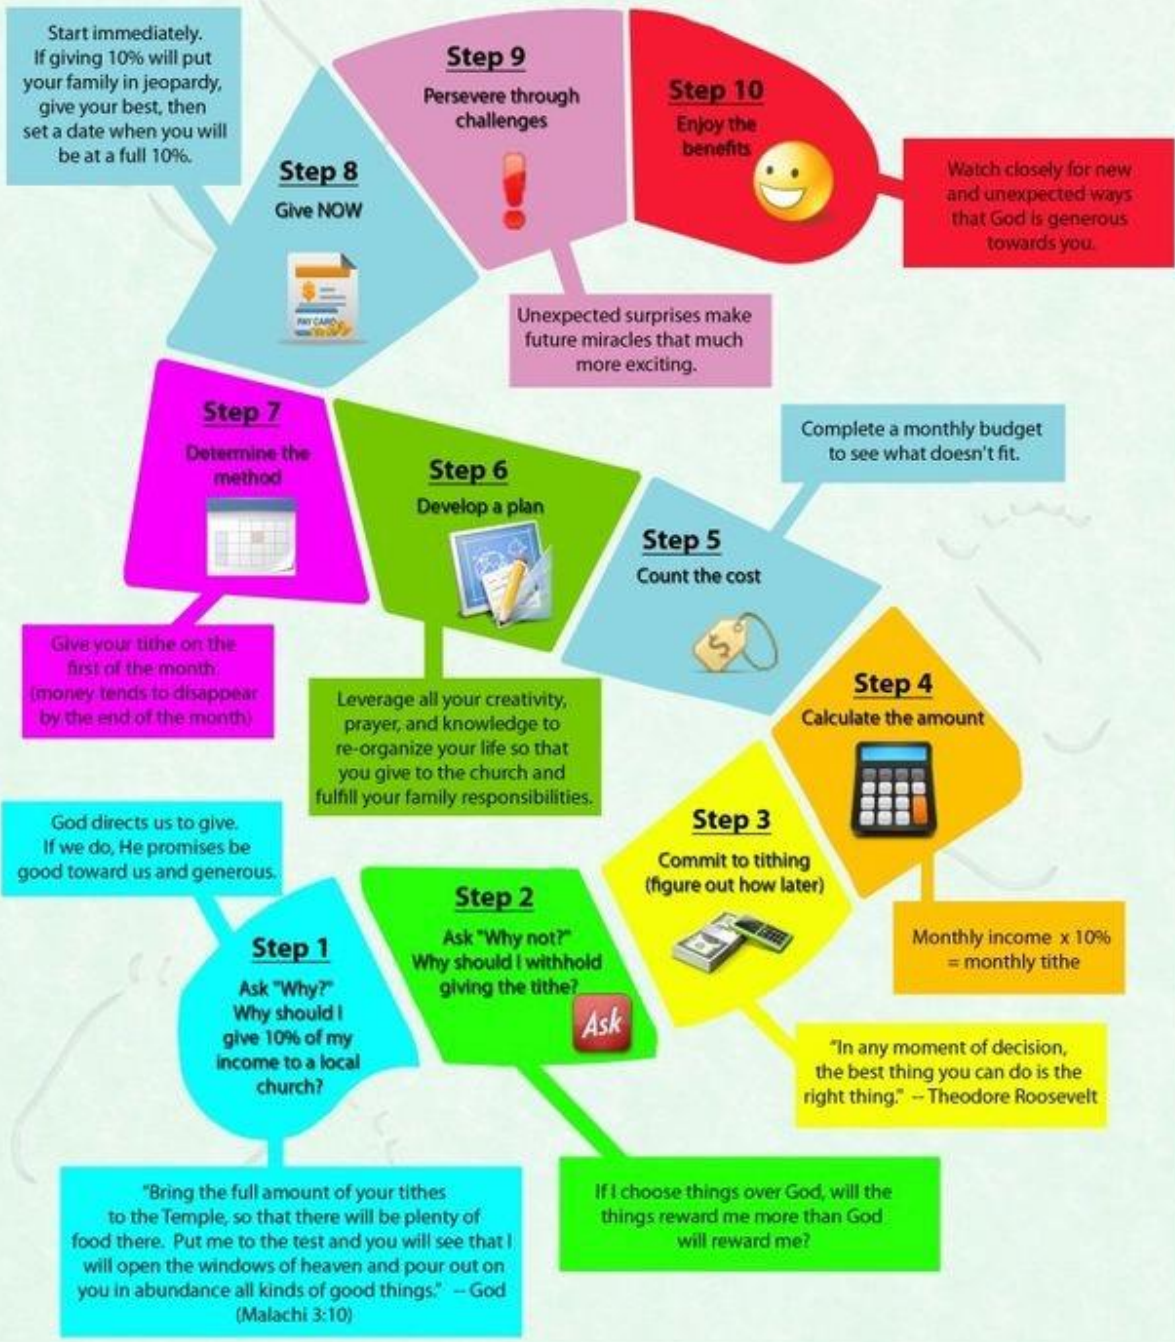 Start immediately.
If giving 10% will put
your family in jeopardy,
give your best, then
set a date when you will
be at a full 10%.
Step 8
Give NOW
PAY CARD
Step 9
Persevere through
challenges
Unexpected surprises make
future miracles that much
more exciting.
Step 10
Enjoy the
benefits
Watch closely for new
and unexpected ways
that God is generous
towards you.
Step 7
Determine the
method
Give your tithe on the
first of the month
(money tends to disappear
by the end of the month)
Step 6
Develop a plan
Leverage all your creativity,
prayer, and knowledge to
re-organize your life so that
you give to the church and
fulfill your family responsibilities.
Step 5
Count the cost
$
Complete a monthly budget
to see what doesn't fit.
Step 4
Calculate the amount
Monthly income x 10%
= monthly tithe
Step 3
Commit to tithing
(figure out how later)
"In any moment of decision,
the best thing you can do is the
right thing." -- Theodore Roosevelt
Step 2
Ask "Why not?"
Why should I withhold
giving the tithe?
Ask
If I choose things over God, will the
things reward me more than God
will reward me?
God directs us to give.
If we do, He promises be
good toward us and generous.
Step 1
Ask "Why?"
Why should I
give 10% of my
income to a local
church?
"Bring the full amount of your tithes
to the Temple, so that there will be plenty of
food there. Put me to the test and you will see that I
will open the windows of heaven and pour out on
you in abundance all kinds of good things." -- God
(Malachi 3:10)